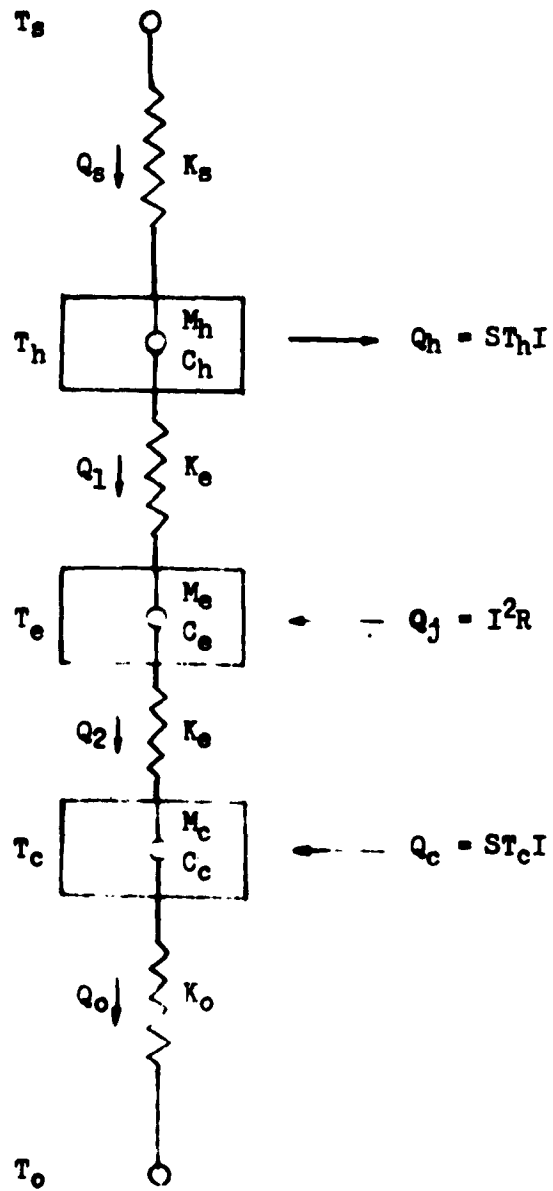 Ts
Qs Ks
Mh
Th Ch Qh = SThI
Q1 Ke
Me
Te Ce Qj = I²R
Q2 Ke
Mc
Tc Cc Qc = STcI
Qo Ko
To